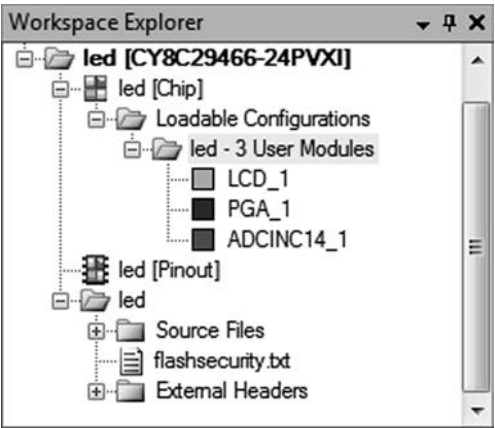 Workspace Explorer
led [CY8C29466-24PVXI]
led [Chip]
Loadable Configurations
led - 3 User Modules
LCD_1
PGA_1
ADCINC14_1
led [Pinout]
led
Source Files
flashsecurity.txt
External Headers